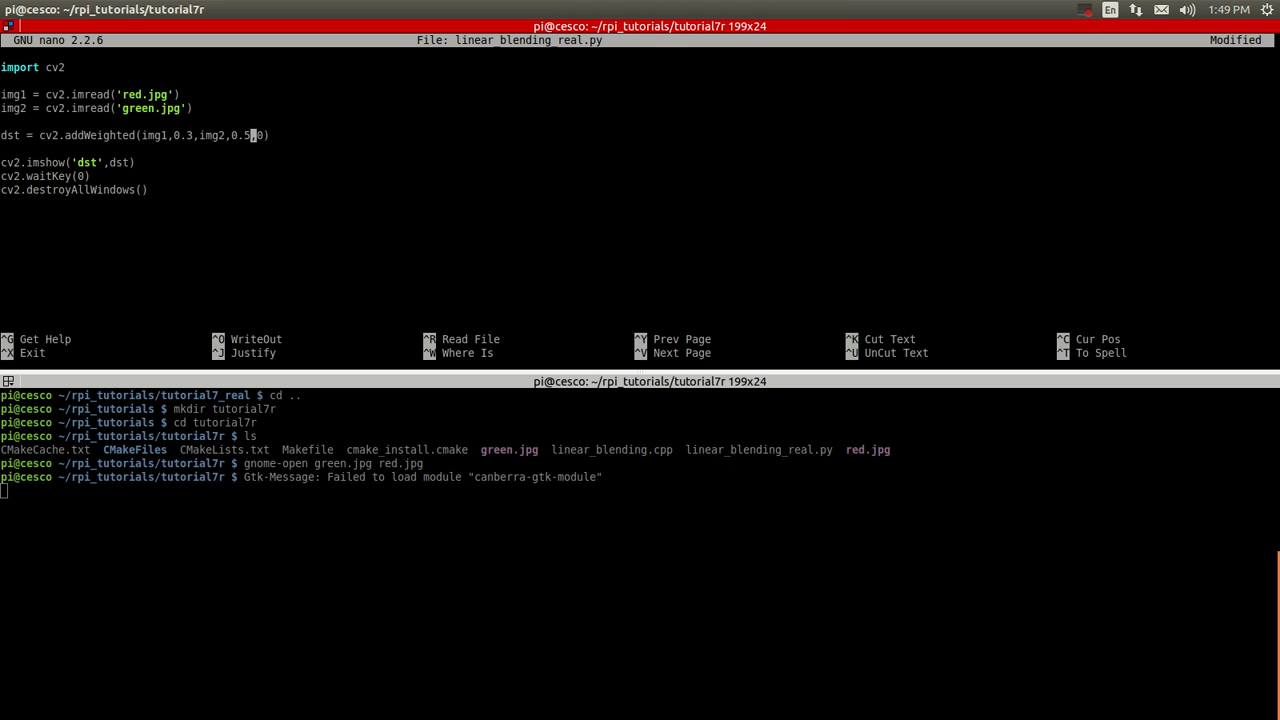 pi@cesco: ~/rpi_tutorials/tutorial7r
En
1:49 PM
pi@cesco: ~/rpi_tutorials/tutorial7r 199x24
GNU nano 2.2.6 File: linear_blending_real.py Modified
import cv2
img1 = cv2.imread('red.jpg')
img2 = cv2.imread('green.jpg')
dst = cv2.addWeighted(img1,0.3,img2,0.5,0)
cv2.imshow('dst',dst)
cv2.waitKey(0)
cv2.destroyAllWindows()
^G Get Help ^O WriteOut ^R Read File ^Y Prev Page ^K Cut Text ^C Cur Pos
^X Exit ^J Justify ^W Where Is ^V Next Page ^U UnCut Text ^T To Spell
pi@cesco: ~/rpi_tutorials/tutorial7r 199x24
pi@cesco ~/rpi_tutorials/tutorial7_real $ cd ..
pi@cesco ~/rpi_tutorials $ mkdir tutorial7r
pi@cesco ~/rpi_tutorials $ cd tutorial7r
pi@cesco ~/rpi_tutorials/tutorial7r $ ls
CMakeCache.txt CMakeFiles CMakeLists.txt Makefile cmake_install.cmake green.jpg linear_blending.cpp linear_blending_real.py red.jpg
pi@cesco ~/rpi_tutorials/tutorial7r $ gnome-open green.jpg red.jpg
pi@cesco ~/rpi_tutorials/tutorial7r $ Gtk-Message: Failed to load module "canberra-gtk-module"